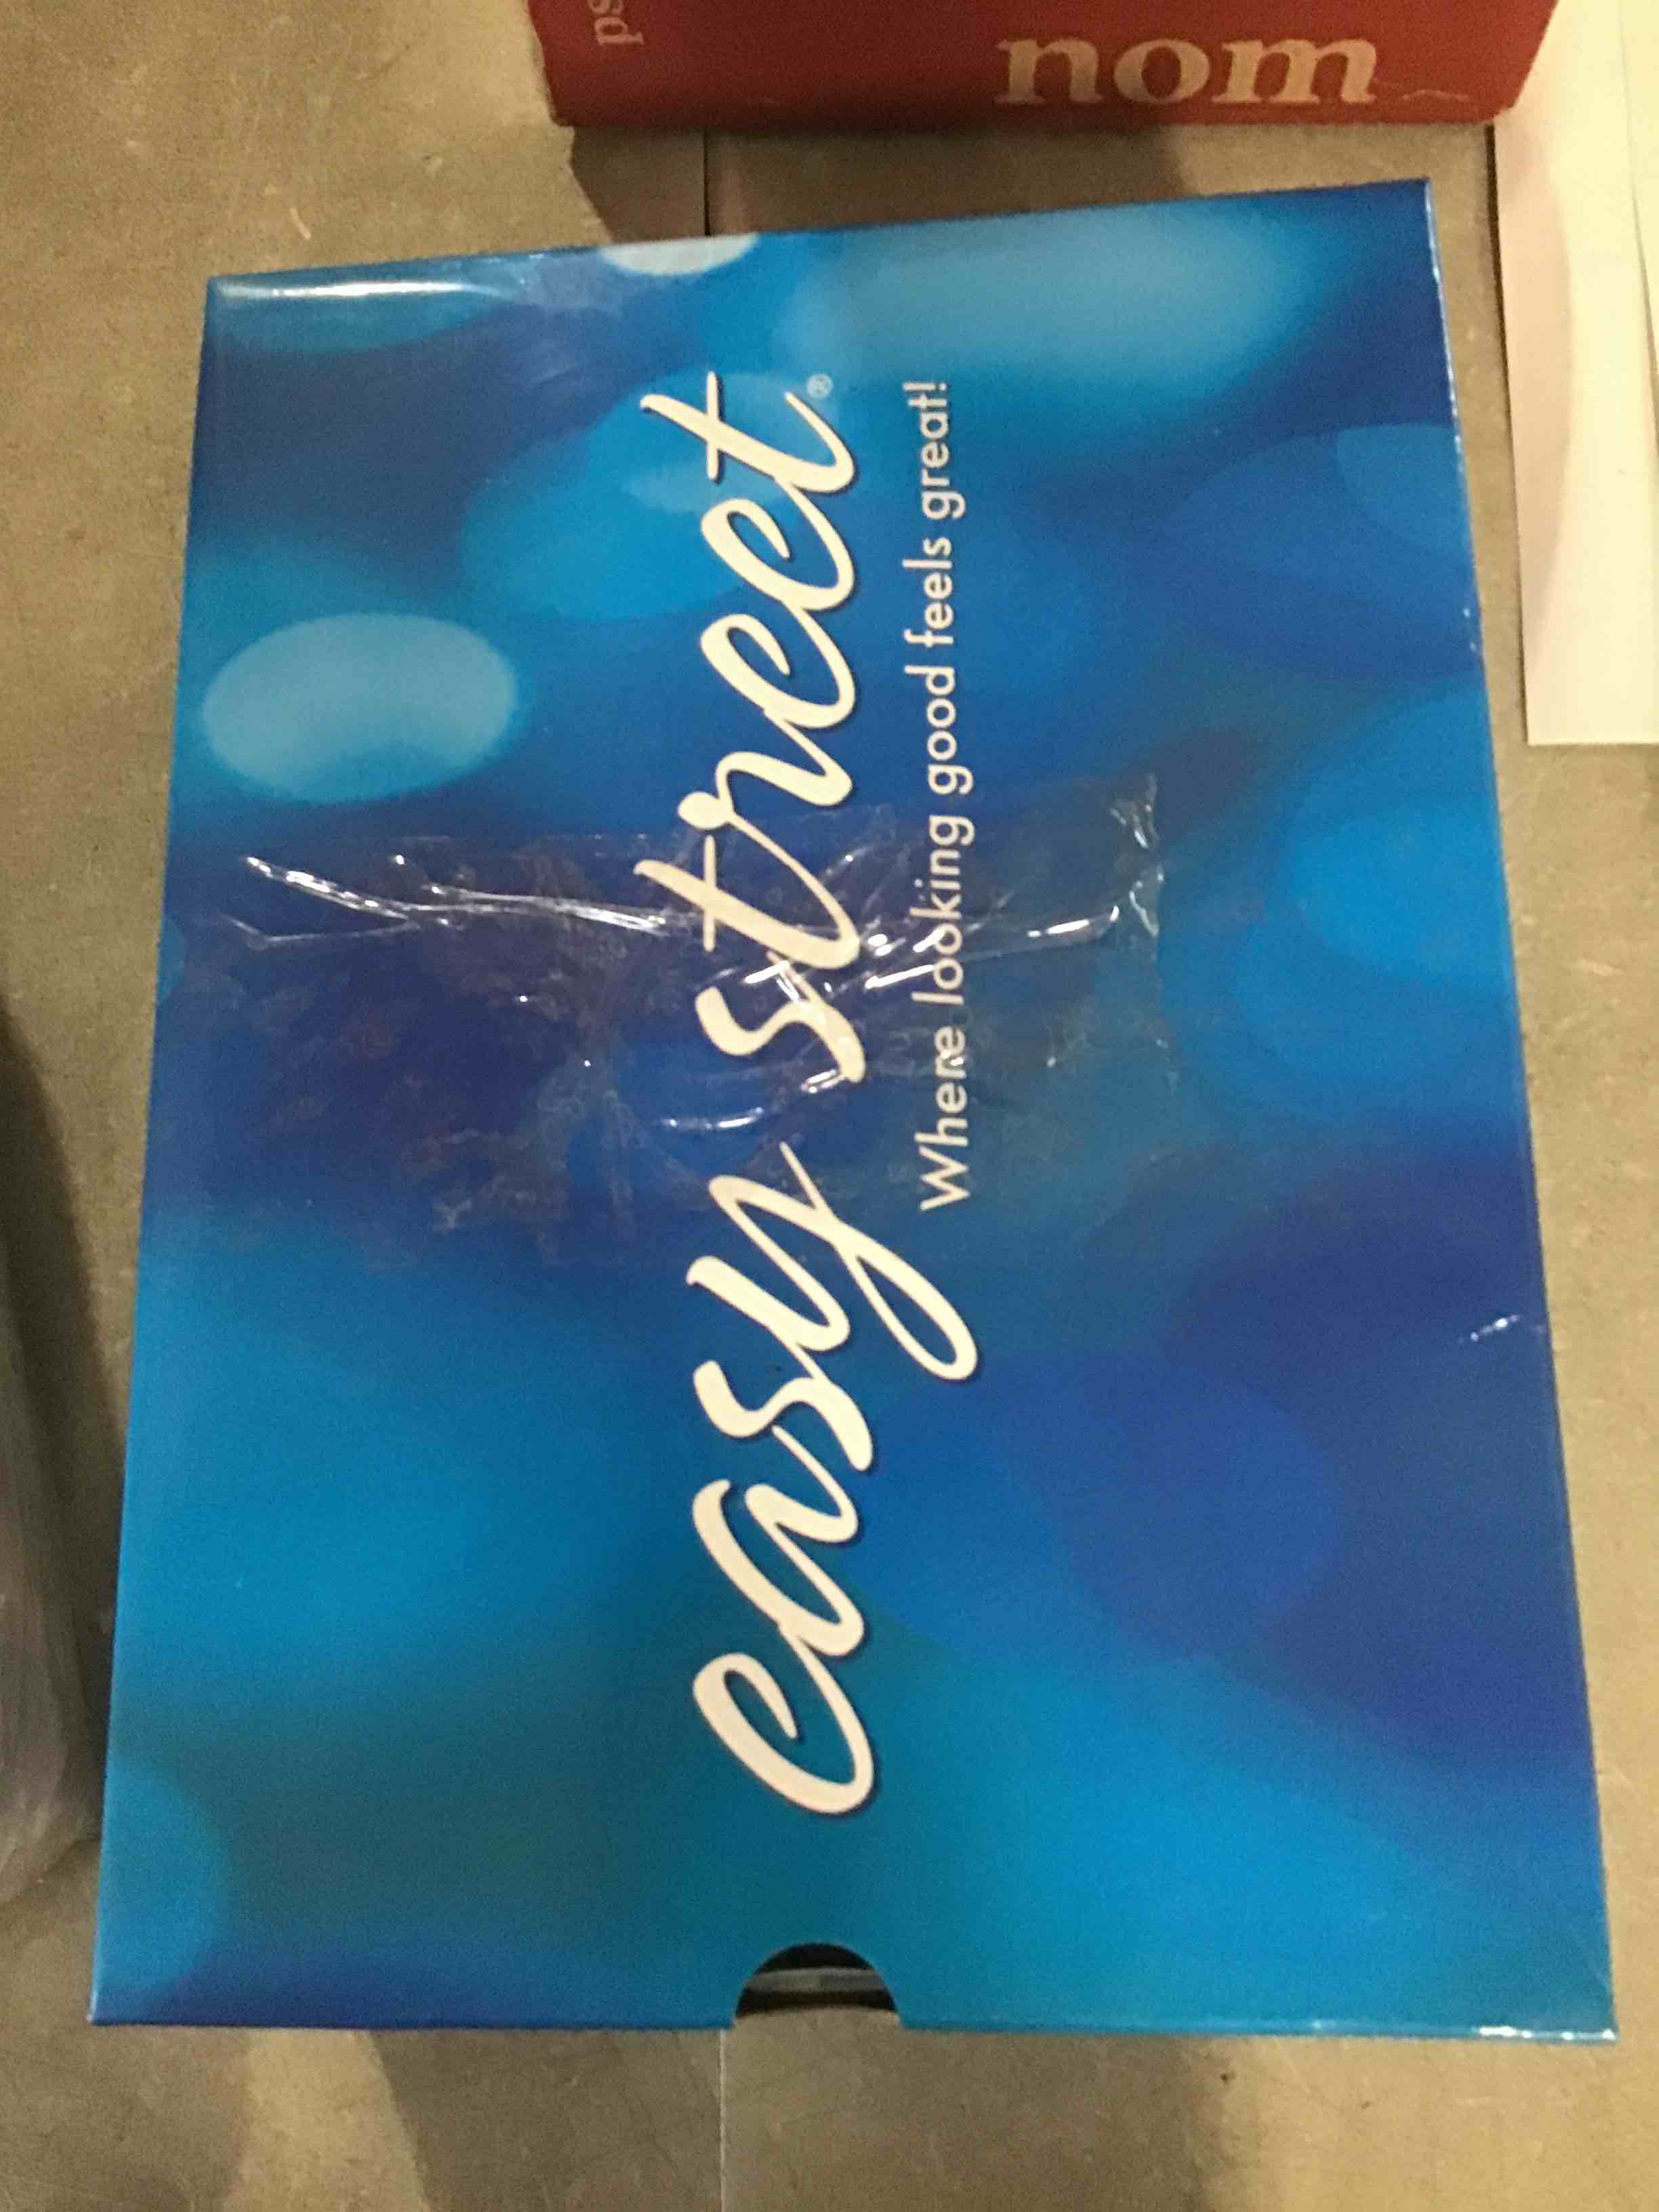 nom
easy street®
Where looking good feels great!